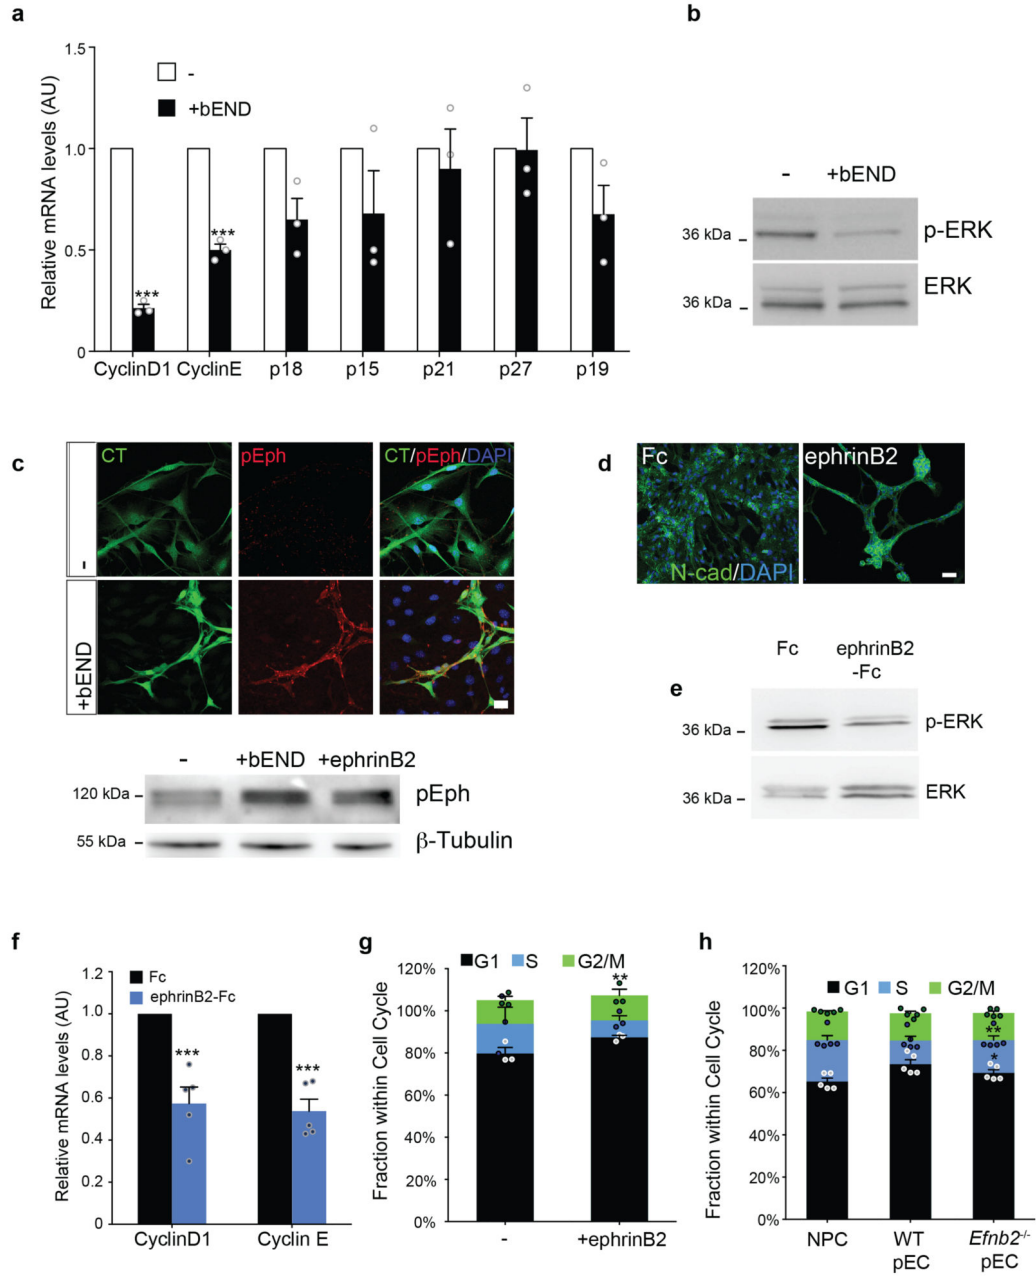 a
b
1.5
1.0
0.5
0
Relative mRNA levels (AU)
-
+bEND
***
***
CyclinD1 CyclinE p18 p15 p21 p27 p19
- +bEND
36 kDa p-ERK
36 kDa ERK
c
CT pEph CT/pEph/DAPI
-
+bEND
- +bEND +ephrinB2
120 kDa pEph
55 kDa β-Tubulin
d
Fc ephrinB2
N-cad/DAPI
e
Fc ephrinB2
-Fc
36 kDa p-ERK
36 kDa ERK
f
Relative mRNA levels (AU)
1.2
1.0
0.8
0.6
0.4
0.2
0
Fc
ephrinB2-Fc
***
***
CyclinD1 Cyclin E
g
G1 S G2/M
Fraction within Cell Cycle
120%
100%
80%
60%
40%
20%
0%
**
- +ephrinB2
h
G1 S G2/M
Fraction within Cell Cycle
120%
100%
80%
60%
40%
20%
0%
**
*
NPC WT Efnb2-/-
pEC pEC